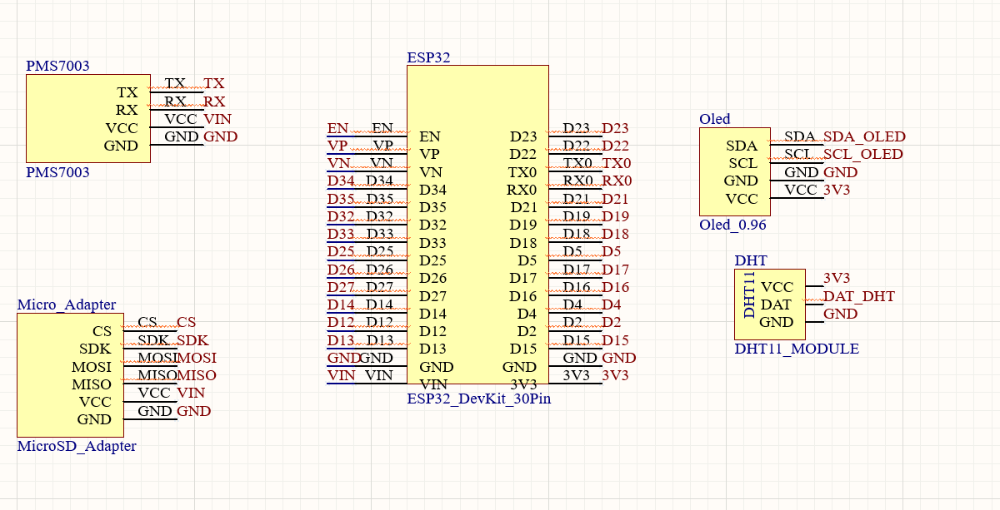 PMS7003
TX TX TX
RX RX RX
VCC VCC VIN
GND GND GND
PMS7003
Micro_Adapter
CS CS CS
SDK SDK SDK
MOSI MOSI MOSI
MISO MISO MISO
VCC VCC VIN
GND GND GND
MicroSD_Adapter
ESP32
EN EN EN D23 D23 D23
VP VP VP D22 D22 D22
VN VN VN TX0 TX0 TX0
D34 D34 D34 RX0 RX0 RX0
D35 D35 D35 D21 D21 D21
D32 D32 D32 D19 D19 D19
D33 D33 D33 D18 D18 D18
D25 D25 D25 D5 D5 D5
D26 D26 D26 D17 D17 D17
D27 D27 D27 D16 D16 D16
D14 D14 D14 D4 D4 D4
D12 D12 D12 D2 D2 D2
D13 D13 D13 D15 D15 D15
GND GND GND GND GND GND
VIN VIN VIN 3V3 3V3 3V3
ESP32_DevKit_30Pin
Oled
SDA SDA SDA_OLED
SCL SCL SCL_OLED
GND GND GND
VCC VCC 3V3
Oled_0.96
DHT
DHT11
VCC 3V3
DAT DAT_DHT
GND GND
DHT11_MODULE